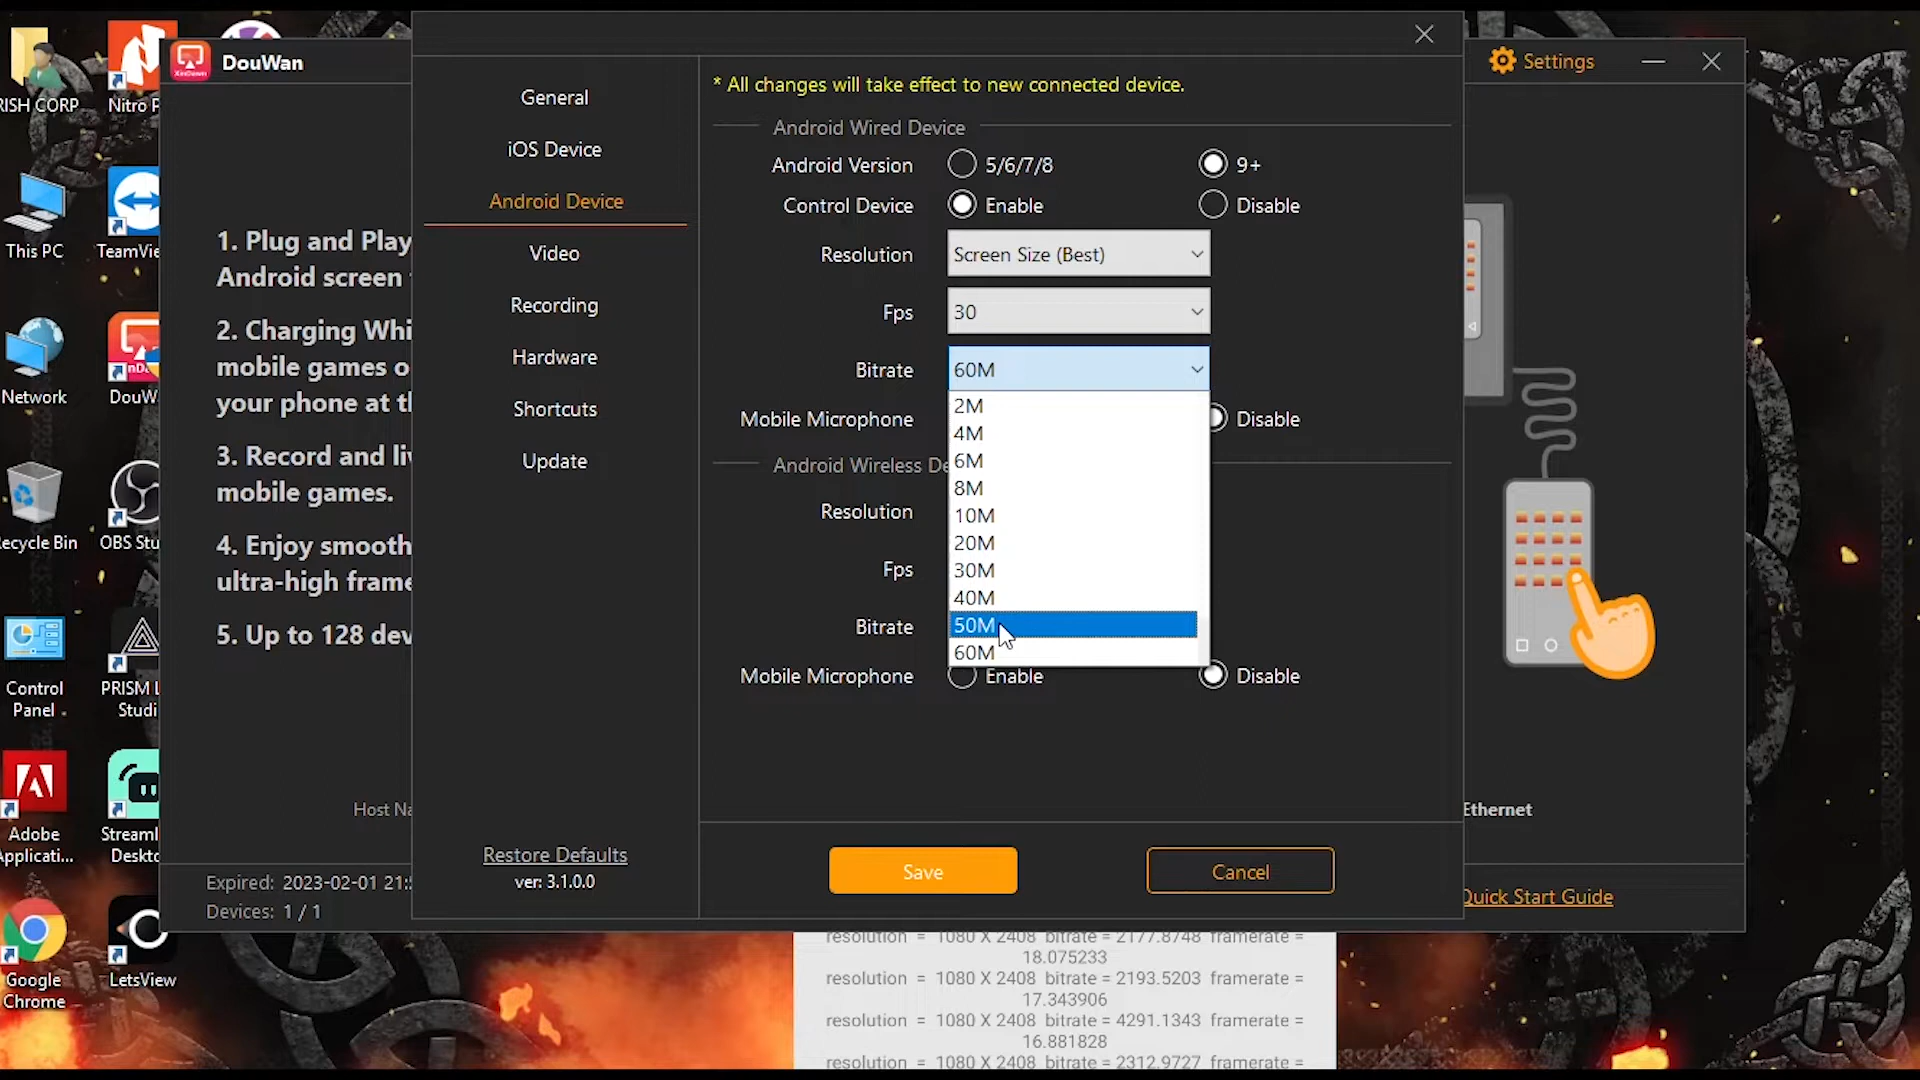 RISH CORP
Nitro P
This PC
TeamVie
Network
DouW
ecycle Bin
OBS Stu
Control
Panel
PRISM L
Studi
Adobe
Applicati...
Streaml
Deskto
Google
Chrome
LetsView
XinDawn
DouWan
Settings
1. Plug and Play
Android screen
2. Charging Whi
mobile games o
your phone at th
3. Record and li
mobile games.
4. Enjoy smooth
ultra-high frame
5. Up to 128 dev
Host Na
Ethernet
Expired: 2023-02-01 21:
Devices: 1 / 1
Quick Start Guide
General
iOS Device
Android Device
Video
Recording
Hardware
Shortcuts
Update
Restore Defaults
ver: 3.1.0.0
* All changes will take effect to new connected device.
Android Wired Device
Android Version 5/6/7/8 9+
Control Device Enable Disable
Resolution Screen Size (Best)
Fps 30
Bitrate 60M
2M
4M
6M
8M
10M
20M
30M
40M
50M
60M
Mobile Microphone Disable
Android Wireless De
Resolution
Fps
Bitrate
Mobile Microphone Enable Disable
Save Cancel
resolution = 1080 X 2408 bitrate = 2177.8748 framerate =
18.075233
resolution = 1080 X 2408 bitrate = 2193.5203 framerate =
17.343906
resolution = 1080 X 2408 bitrate = 4291.1343 framerate =
16.881828
resolution = 1080 X 2408 bitrate = 2312.9727 framerate =